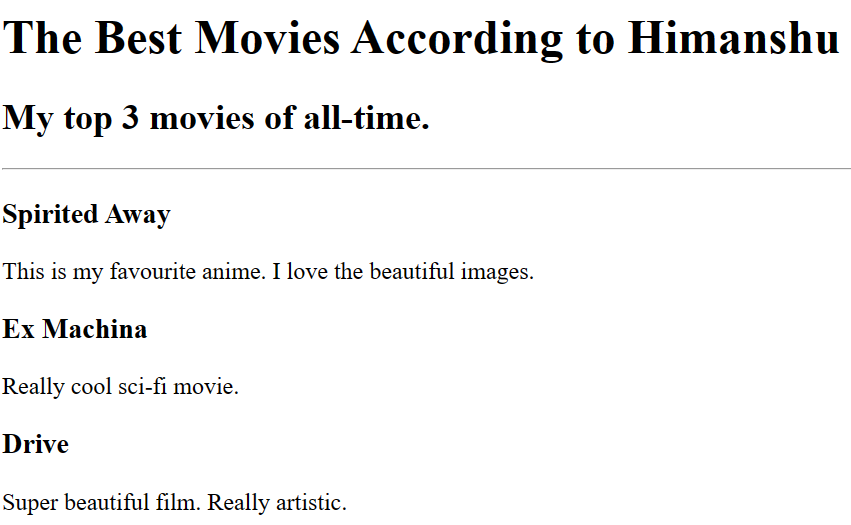 The Best Movies According to Himanshu
My top 3 movies of all-time.
Spirited Away
This is my favourite anime. I love the beautiful images.
Ex Machina
Really cool sci-fi movie.
Drive
Super beautiful film. Really artistic.